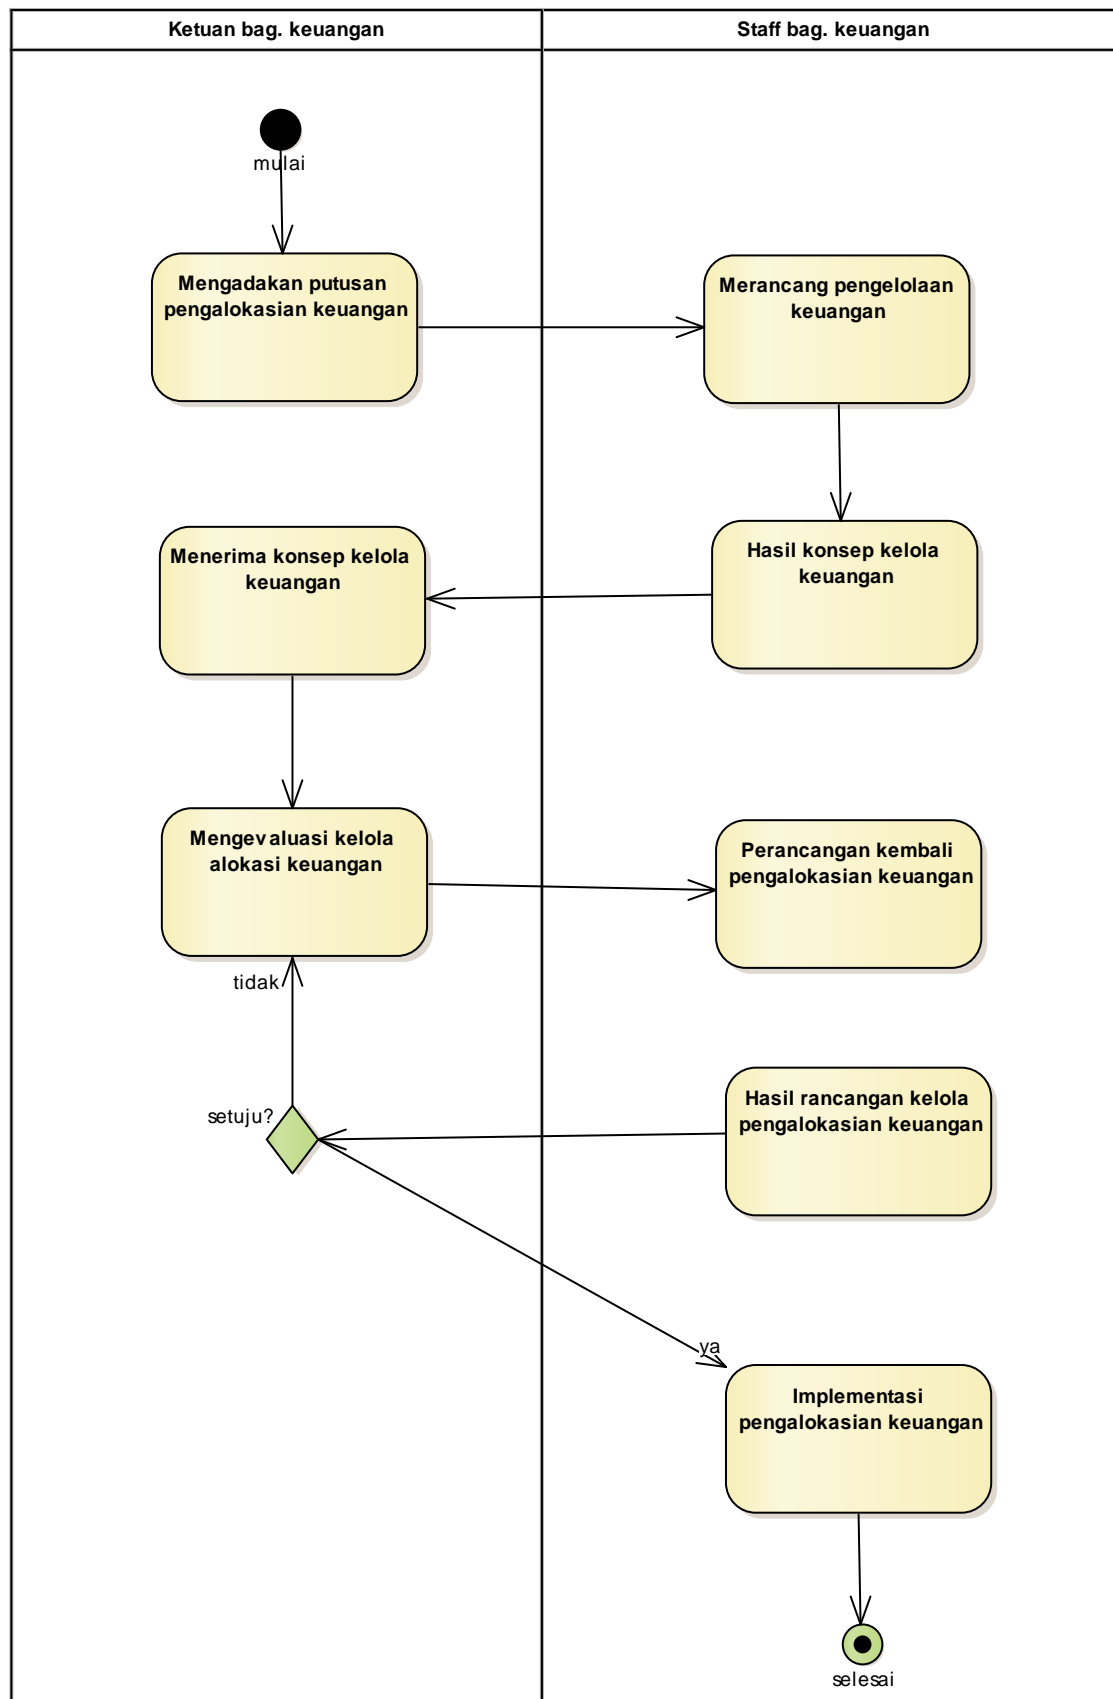 Ketuan bag. keuangan
Staff bag. keuangan
mulai
Mengadakan putusan
pengalokasian keuangan
Merancang pengelolaan
keuangan
Hasil konsep kelola
keuangan
Menerima konsep kelola
keuangan
Mengevaluasi kelola
alokasi keuangan
Perancangan kembali
pengalokasian keuangan
tidak
Hasil rancangan kelola
pengalokasian keuangan
setuju?
ya
Implementasi
pengalokasian keuangan
selesai